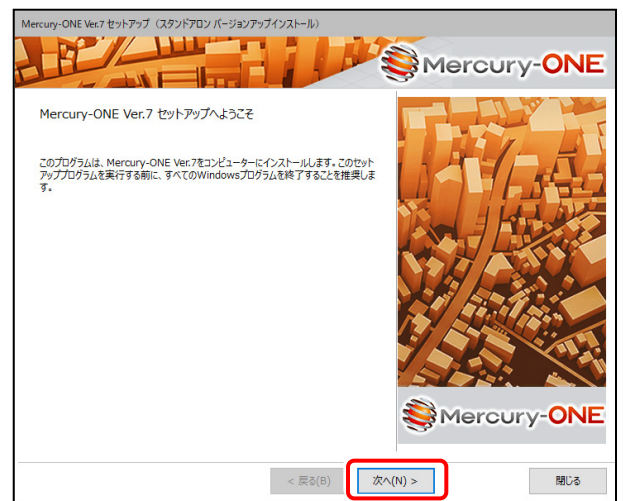 Mercury-ONE Ver.7 セットアップ（スタンドアロン バージョンアップインストール）
Mercury-ONE
Mercury-ONE Ver.7 セットアップへようこそ
このプログラムは、Mercury-ONE Ver.7をコンピューターにインストールします。このセット
アッププログラムを実行する前に、すべてのWindowsプログラムを終了することを推奨しま
す。
Mercury-ONE
< 戻る(B)
次へ(N) >
閉じる